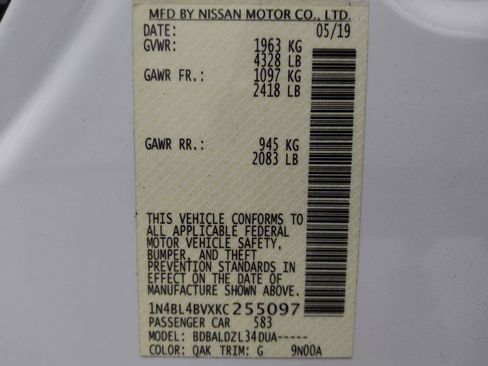 MFD BY NISSAN MOTOR CO., LTD.
DATE: 05/19
GVWR: 1963 KG
4328 LB
GAWR FR.: 1097 KG
2418 LB
GAWR RR.: 945 KG
2083 LB
THIS VEHICLE CONFORMS TO
ALL APPLICABLE FEDERAL
MOTOR VEHICLE SAFETY,
BUMPER, AND THEFT
PREVENTION STANDARDS IN
EFFECT ON THE DATE OF
MANUFACTURE SHOWN ABOVE.
1N4BL4BVXKC255097
PASSENGER CAR 583
MODEL: BDBALDZL34DUA-----
COLOR: QAK TRIM: G 9N00A